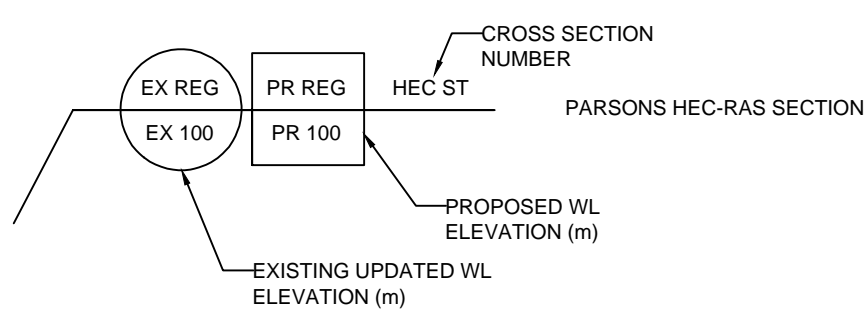 CROSS SECTION
NUMBER
EX REG
PR REG
HEC ST
PARSONS HEC-RAS SECTION
EX 100
PR 100
PROPOSED WL
ELEVATION (m)
EXISTING UPDATED WL
ELEVATION (m)